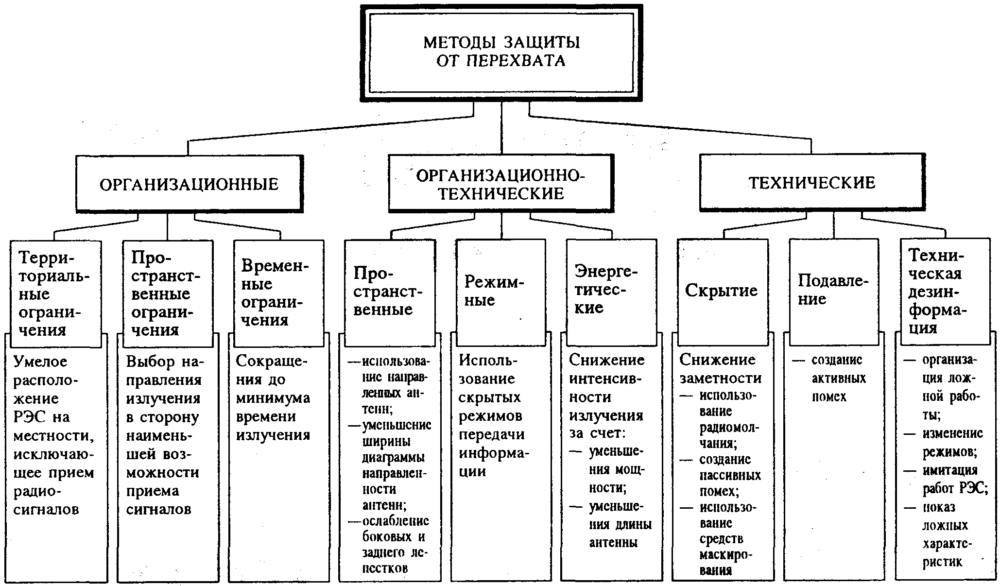 МЕТОДЫ ЗАЩИТЫ
ОТ ПЕРЕХВАТА
ОРГАНИЗАЦИОННЫЕ
ОРГАНИЗАЦИОННО-
ТЕХНИЧЕСКИЕ
ТЕХНИЧЕСКИЕ
Терри-
ториаль-
ные
ограни-
чения
Умелое
располо-
жение
РЭС на
местности,
исключаю-
щее прием
радио-
сигналов
Про-
странст-
венные
ограни-
чения
Выбор на-
правления
излучения
в сторону
наимень-
шей воз-
можности
приема
сигналов
Времен-
ные
ограни-
чения
Сокраще-
ния до
минимума
времени
излучения
Про-
странст-
венные
—использова-
ние направ-
ленных ан-
тенн;
—уменьшение
ширины
диаграммы
направлен-
ности
антенн;
—ослабление
боковых и
заднего ле-
пестков
Режим-
ные
Исполь-
зование
скрытых
режимов
передачи
информа-
ции
Энерге-
тичес-
кие
Снижение
интенсив-
ности
излучения
за счет:
— уменьше-
ния мощ-
ности;
— уменьше-
ния длины
антенны
Скрытие
Снижение
заметности
— использо-
вание
радиомол-
чания;
— создание
пассивных
помех;
— использо-
вание
средств
маскиро-
вания
Подавле-
ние
— создание
активных
помех
Техни-
ческая
дезин-
форма-
ция
— организа-
ция лож-
ной рабо-
ты;
— изменение
режимов;
— имитация
работ РЭС;
— показ
ложных
характе-
ристик